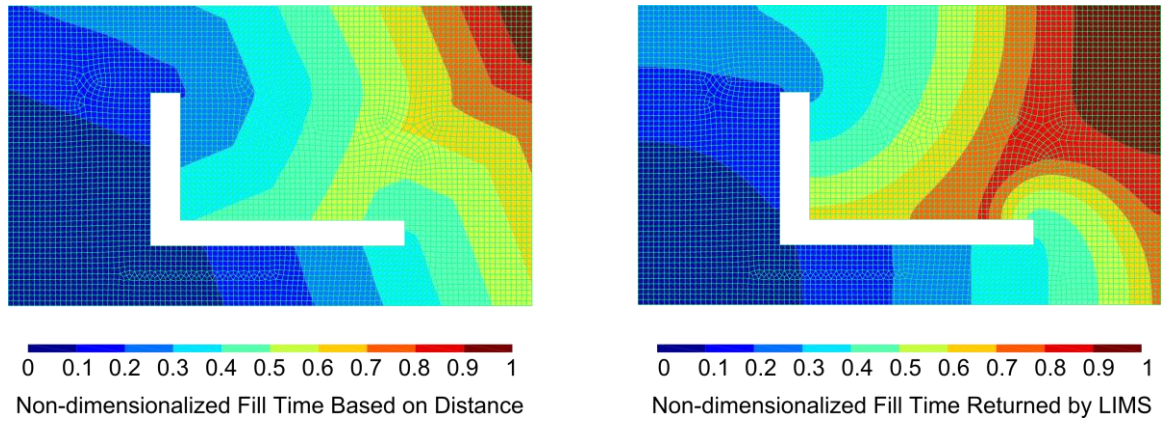 0 0.1 0.2 0.3 0.4 0.5 0.6 0.7 0.8 0.9 1
Non-dimensionalized Fill Time Based on Distance
0 0.1 0.2 0.3 0.4 0.5 0.6 0.7 0.8 0.9 1
Non-dimensionalized Fill Time Returned by LIMS